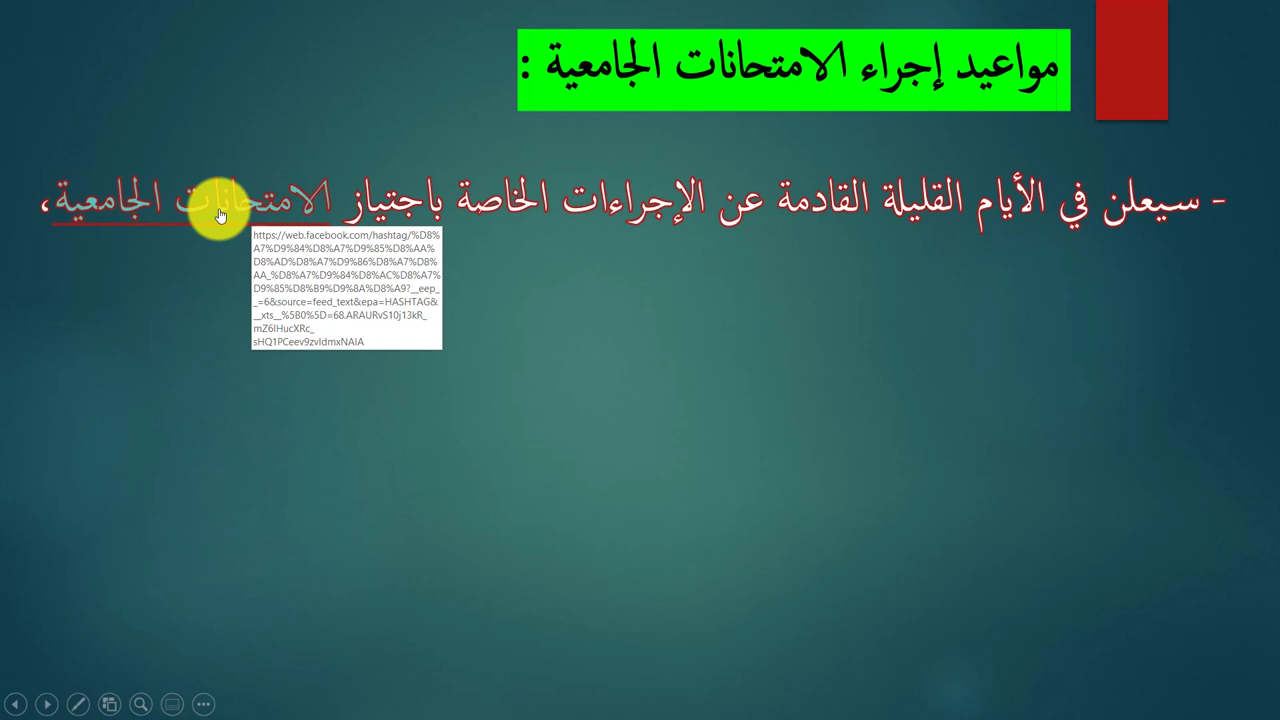 مواعيد إجراء الامتحانات الجامعية :
- سيعلن في الأيام القليلة القادمة عن الإجراءات الخاصة باجتياز الامتحانات الجامعية،
https://web.facebook.com/hashtag/%D8%
A7%D9%84%D8%A7%D9%85%D8%AA%
D8%AD%D8%A7%D9%86%D8%A7%D8%
AA_%D8%A7%D9%84%D8%AC%D8%A7%
D9%85%D8%B9%D9%8A%D8%A9?__eep_
_=6&source=feed_text&epa=HASHTAG&
__xts__%5B0%5D=68.ARAURvS10j13kR_
mZ6IHucXRc_
sHQ1PCeev9zvIdmxNAIA